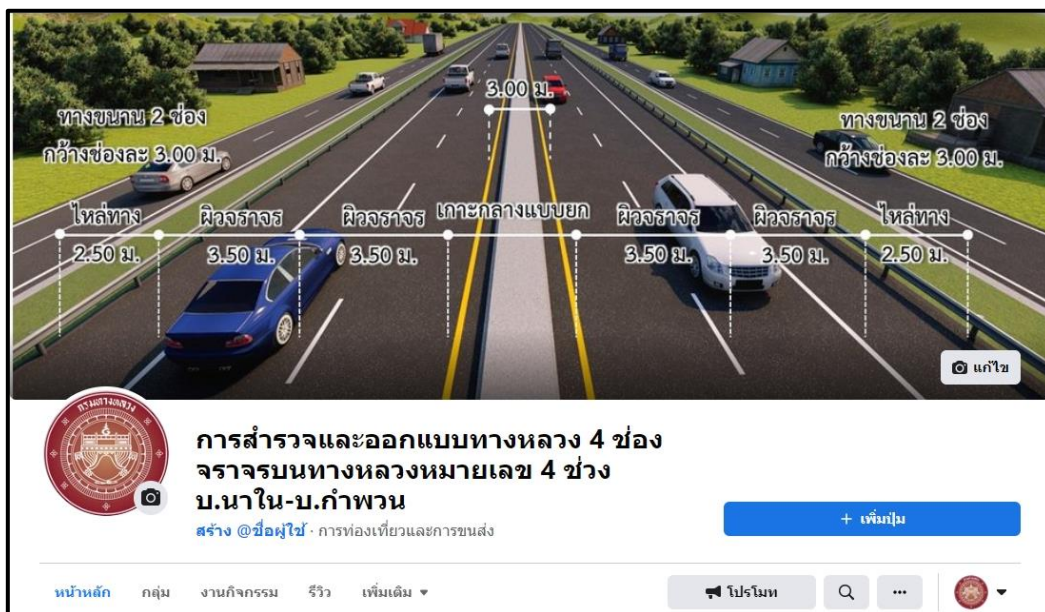 3.00 ม.
ทางขนาน 2 ช่อง
กว้างช่องละ 3.00 ม.
ทางขนาน 2 ช่อง
กว้างช่องละ 3.00 ม.
ไหล่ทาง ผิวจราจร ผิวจราจร เกาะกลางแบบยก ผิวจราจร ผิวจราจร ไหล่ทาง
2.50 ม. 3.50 ม. 3.50 ม. 3.50 ม. 3.50 ม. 2.50 ม.
แก้ไข
กรมทางหลวง
การสำรวจและออกแบบทางหลวง 4 ช่อง
จราจรบนทางหลวงหมายเลข 4 ช่วง
บ.นาใน-บ.กำพวน
สร้าง @ชื่อผู้ใช้ · การท่องเที่ยวและการขนส่ง
+ เพิ่มปุ่ม
หน้าหลัก กลุ่ม งานกิจกรรม รีวิว เพิ่มเติม โปรโมท